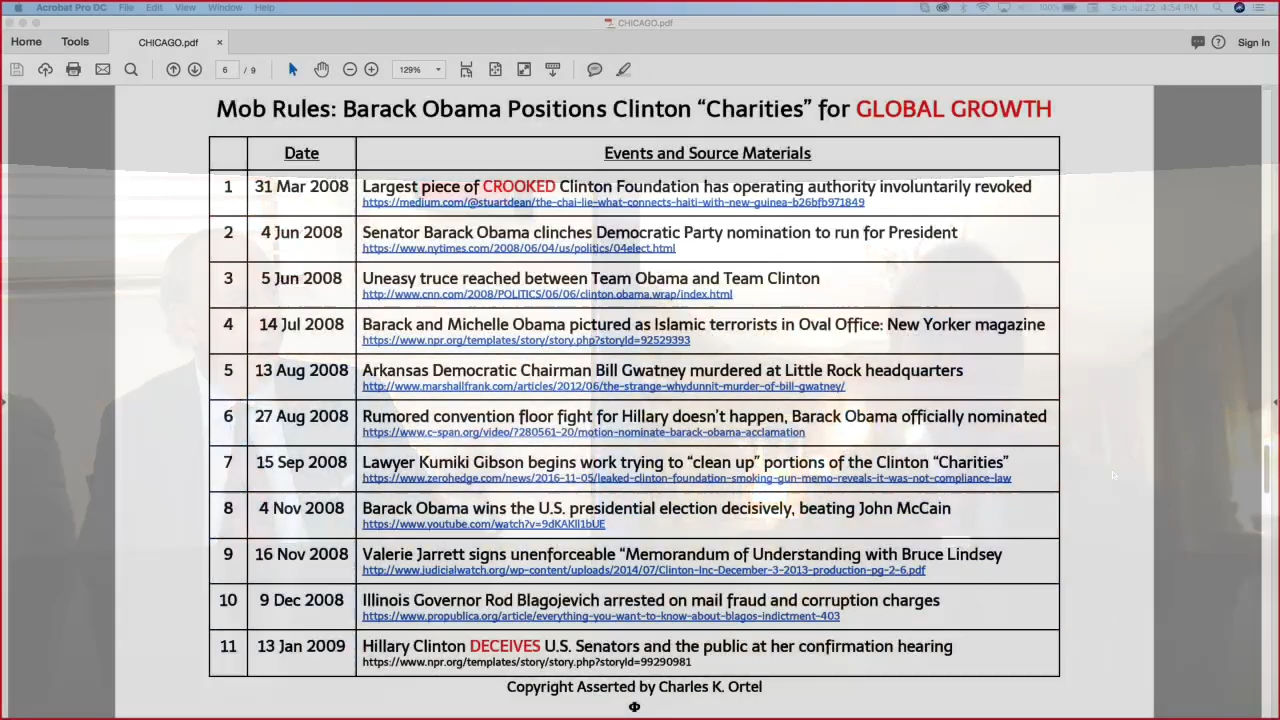 Acrobat Pro DC File Edit View Window Help 100% Sun Jul 22 4:54 PM
CHICAGO.pdf
Home Tools CHICAGO.pdf × Sign In
6 / 9 129%
Mob Rules: Barack Obama Positions Clinton “Charities” for GLOBAL GROWTH
Date Events and Source Materials
1 31 Mar 2008 Largest piece of CROOKED Clinton Foundation has operating authority involuntarily revoked
https://medium.com/@stuartdean/the-chai-lie-what-connects-haiti-with-new-guinea-b26bfb971849
2 4 Jun 2008 Senator Barack Obama clinches Democratic Party nomination to run for President
https://www.nytimes.com/2008/06/04/us/politics/04elect.html
3 5 Jun 2008 Uneasy truce reached between Team Obama and Team Clinton
http://www.cnn.com/2008/POLITICS/06/06/clinton.obama.wrap/index.html
4 14 Jul 2008 Barack and Michelle Obama pictured as Islamic terrorists in Oval Office: New Yorker magazine
https://www.npr.org/templates/story/story.php?storyId=92529393
5 13 Aug 2008 Arkansas Democratic Chairman Bill Gwatney murdered at Little Rock headquarters
http://www.marshallfrank.com/articles/2012/06/the-strange-whydunnit-murder-of-bill-gwatney/
6 27 Aug 2008 Rumored convention floor fight for Hillary doesn’t happen, Barack Obama officially nominated
https://www.c-span.org/video/?280561-20/motion-nominate-barack-obama-acclamation
7 15 Sep 2008 Lawyer Kumiki Gibson begins work trying to “clean up” portions of the Clinton “Charities”
https://www.zerohedge.com/news/2016-11-05/leaked-clinton-foundation-smoking-gun-memo-reveals-it-was-not-compliance-law
8 4 Nov 2008 Barack Obama wins the U.S. presidential election decisively, beating John McCain
https://www.youtube.com/watch?v=9dKAKll1bUE
9 16 Nov 2008 Valerie Jarrett signs unenforceable “Memorandum of Understanding with Bruce Lindsey
http://www.judicialwatch.org/wp-content/uploads/2014/07/Clinton-Inc-December-3-2013-production-pg-2-6.pdf
10 9 Dec 2008 Illinois Governor Rod Blagojevich arrested on mail fraud and corruption charges
https://www.propublica.org/article/everything-you-want-to-know-about-blagos-indictment-403
11 13 Jan 2009 Hillary Clinton DECEIVES U.S. Senators and the public at her confirmation hearing
https://www.npr.org/templates/story/story.php?storyId=99290981
Copyright Asserted by Charles K. Ortel
Φ